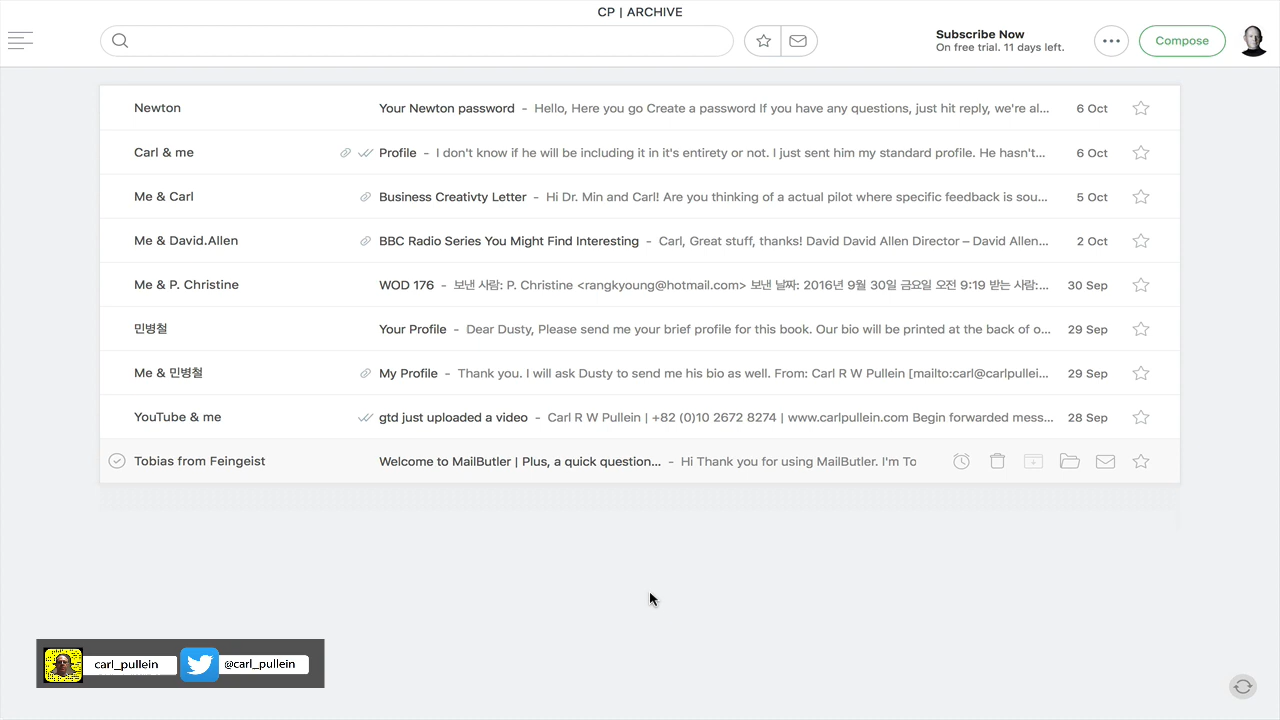 CP | ARCHIVE
Subscribe Now
On free trial. 11 days left.
Compose
Newton Your Newton password - Hello, Here you go Create a password If you have any questions, just hit reply, we're al... 6 Oct
Carl & me Profile - I don't know if he will be including it in it's entirety or not. I just sent him my standard profile. He hasn't... 6 Oct
Me & Carl Business Creativty Letter - Hi Dr. Min and Carl! Are you thinking of a actual pilot where specific feedback is sou... 5 Oct
Me & David.Allen BBC Radio Series You Might Find Interesting - Carl, Great stuff, thanks! David David Allen Director – David Allen... 2 Oct
Me & P. Christine WOD 176 - 보낸 사람: P. Christine <rangkyoung@hotmail.com> 보낸 날짜: 2016년 9월 30일 금요일 오전 9:19 받는 사람:... 30 Sep
민병철 Your Profile - Dear Dusty, Please send me your brief profile for this book. Our bio will be printed at the back of o... 29 Sep
Me & 민병철 My Profile - Thank you. I will ask Dusty to send me his bio as well. From: Carl R W Pullein [mailto:carl@carlpullei... 29 Sep
YouTube & me gtd just uploaded a video - Carl R W Pullein | +82 (0)10 2672 8274 | www.carlpullein.com Begin forwarded mess... 28 Sep
Tobias from Feingeist Welcome to MailButler | Plus, a quick question... - Hi Thank you for using MailButler. I'm To
carl_pullein @carl_pullein